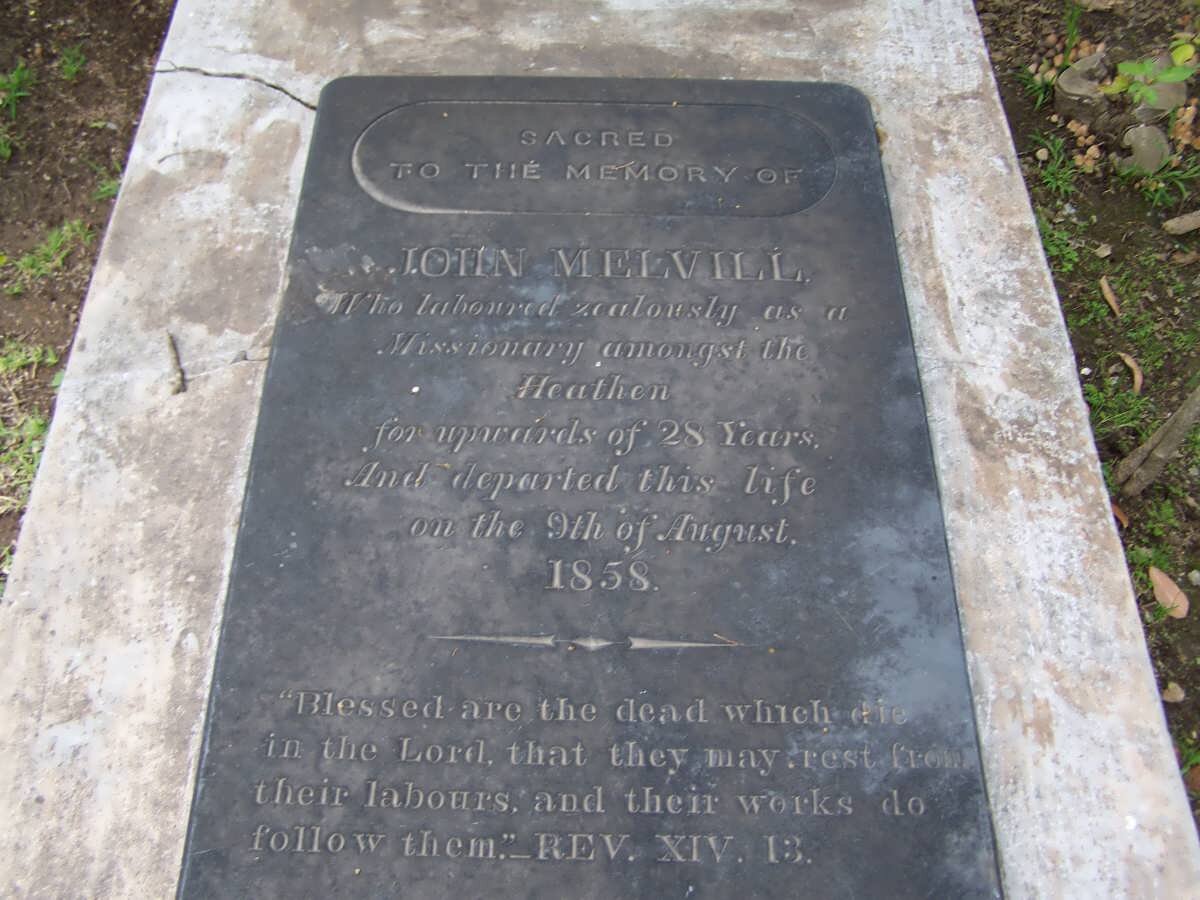 SACRED
TO THE MEMORY OF
JOHN MELVILL,
Who laboured zealously as a
Missionary amongst the
Heathen
for upwards of 28 Years,
And departed this life
on the 9th of August,
1858.
"Blessed are the dead which die
in the Lord, that they may rest from
their labours, and their works do
follow them."—REV. XIV. 13.